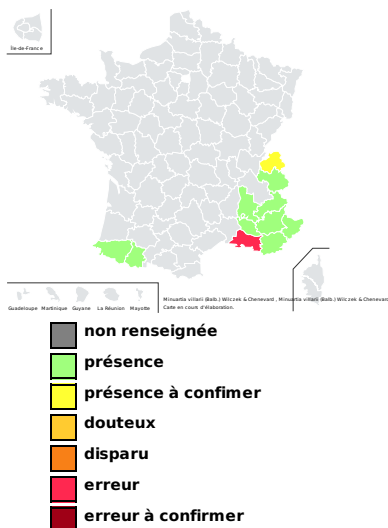 Île-de-France
Guadeloupe Martinique Guyane La Réunion Mayotte
Minuartia villarii (Balb.) Wilczek & Chenevard , Minuartia villarii (Balb.) Wilczek & Chenevard
Carte en cours d'élaboration.
non renseignée
présence
présence à confimer
douteux
disparu
erreur
erreur à confirmer